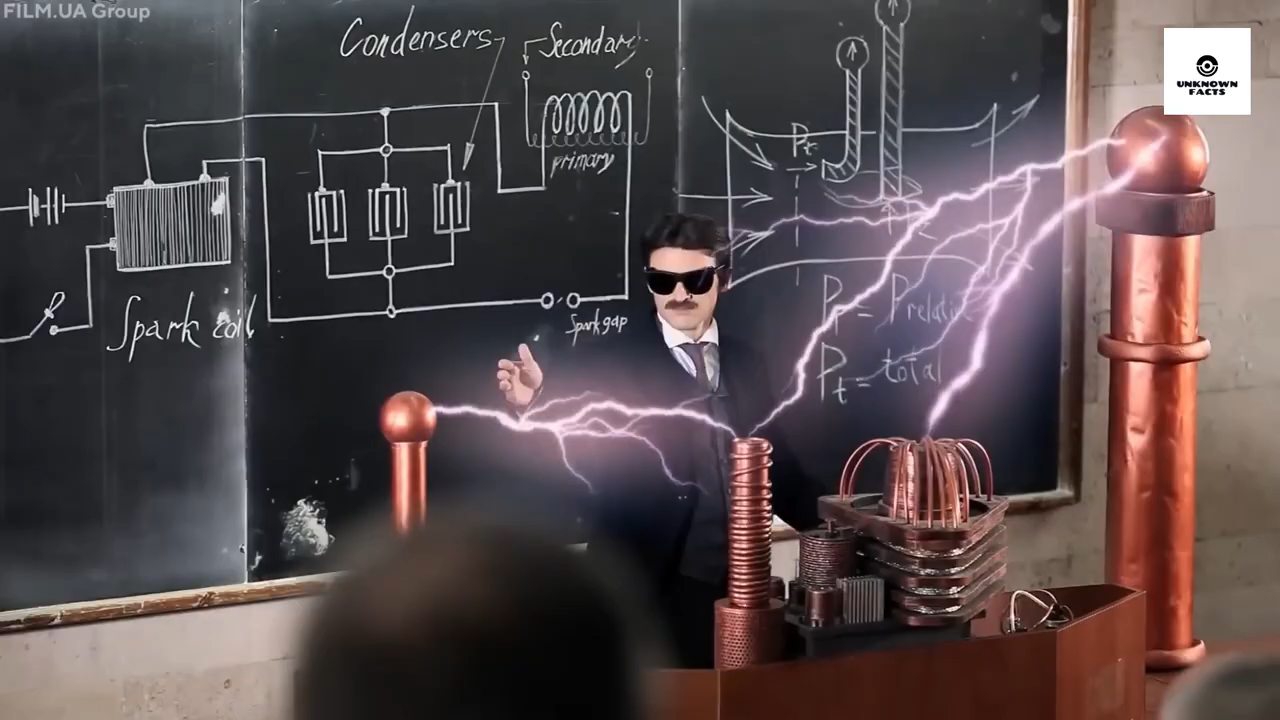 FILM.UA Group
UNKNOWN
FACTS
Condensers
Secondary
primary
Spark coil
Spark gap
Pt
Pr = Prelative
Pt = total